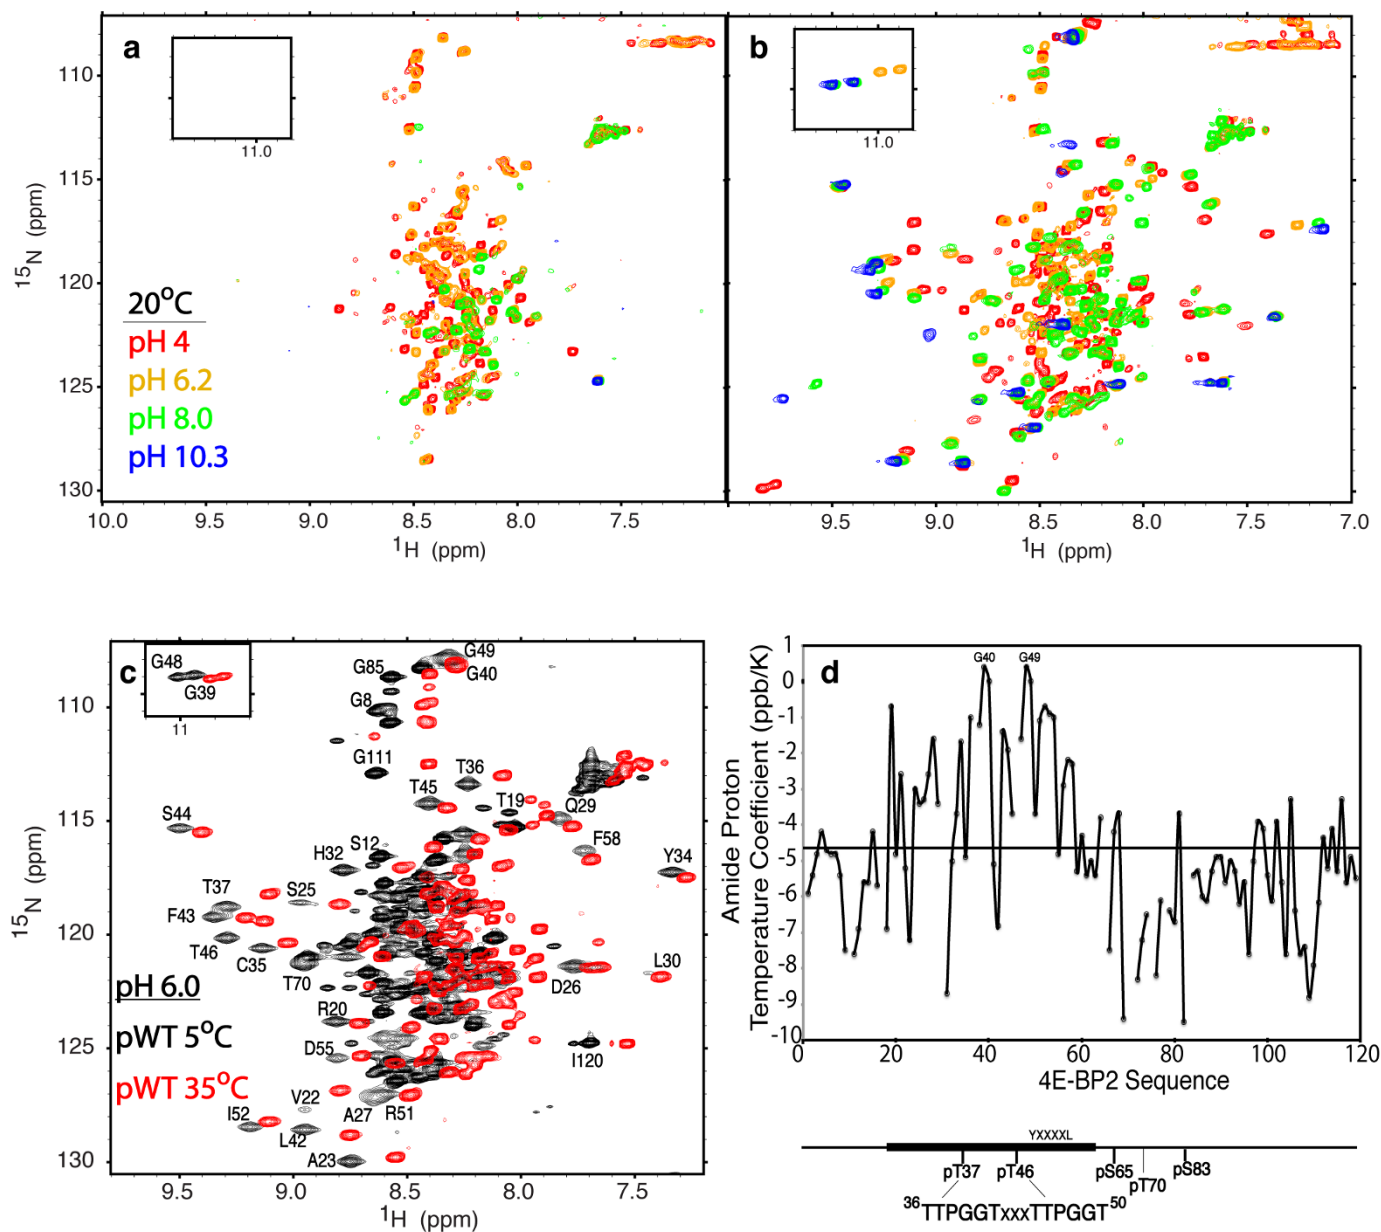 a
b
11.0
11.0
110
115
120
125
130
15N (ppm)
20°C
pH 4
pH 6.2
pH 8.0
pH 10.3
10.0 9.5 9.0 8.5 8.0 7.5
1H (ppm)
9.5 9.0 8.5 8.0 7.5 7.0
1H (ppm)
c
G48
G39
11
G49
G40
G85
G8
G111
T36
T45
T19
Q29
S44
S12
F58
H32
Y34
T37
S25
F43
T46
C35
T70
L30
D26
R20
D55
I120
V22
I52
A27
R51
L42
A23
pH 6.0
pWT 5°C
pWT 35°C
110
115
120
125
130
15N (ppm)
9.5 9.0 8.5 8.0 7.5
1H (ppm)
d
G40
G49
1
0
-1
-2
-3
-4
-5
-6
-7
-8
-9
-10
Amide Proton
Temperature Coefficient (ppb/K)
0 20 40 60 80 100 120
4E-BP2 Sequence
YXXXXL
pT37 pT46 pS65 pT70 pS83
36TTPGGTxxxTTPGGT50